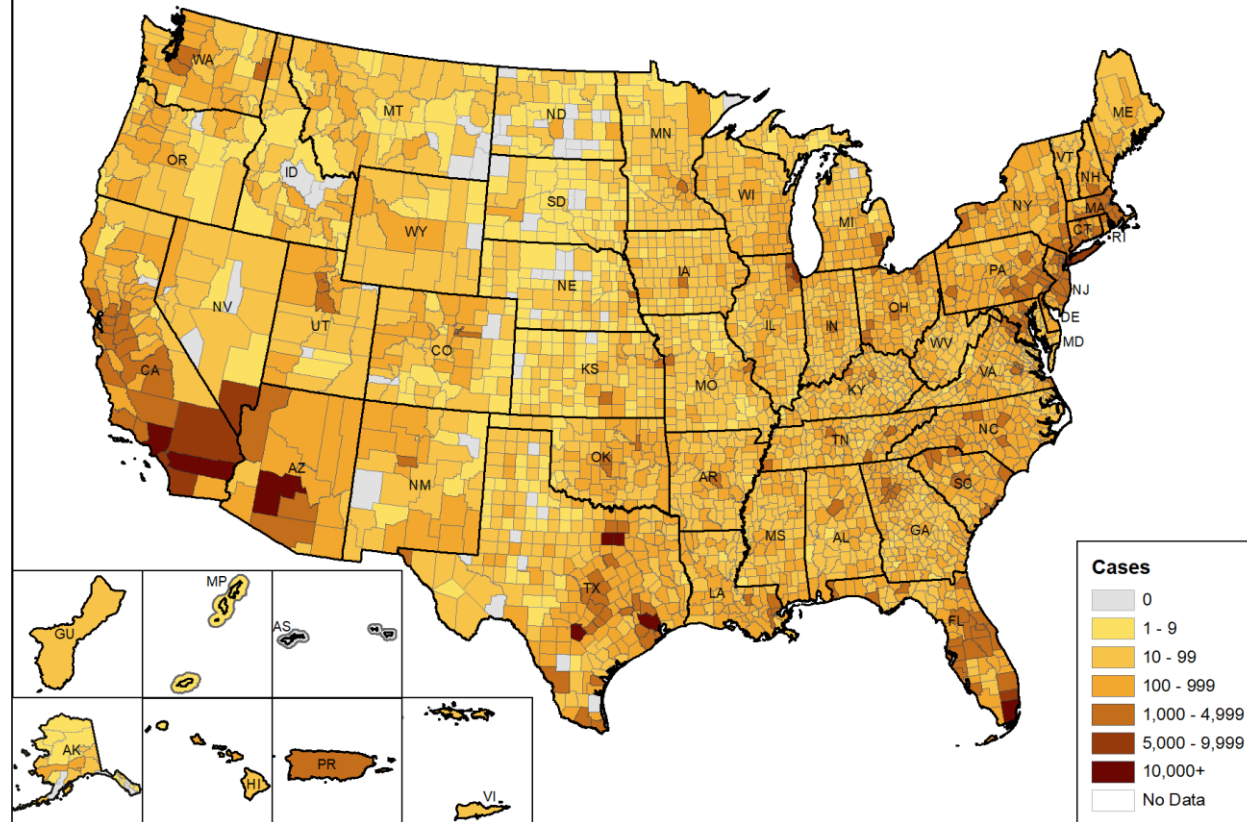 WA
MT
ND
MN
ME
OR
ID
SD
WI
VT
NH
NY
MA
MI
CT
RI
WY
IA
PA
NJ
NE
NV
OH
DE
UT
IL
IN
MD
CO
WV
CA
KS
MO
VA
KY
NC
TN
AZ
OK
NM
AR
SC
MS
AL
GA
TX
LA
FL
GU
MP
AS
AK
HI
PR
VI
Cases
0
1 - 9
10 - 99
100 - 999
1,000 - 4,999
5,000 - 9,999
10,000+
No Data